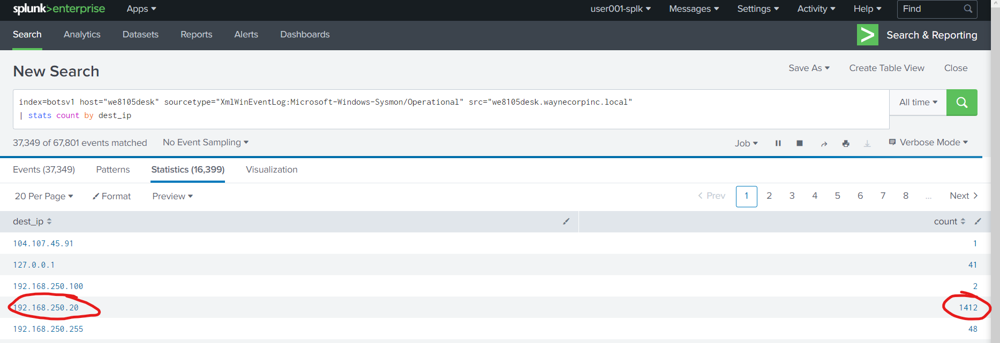 splunk>enterprise Apps user001-splk Messages Settings Activity Help Find
Search Analytics Datasets Reports Alerts Dashboards Search & Reporting
New Search Save As Create Table View Close
index=botsv1 host="we8105desk" sourcetype="XmlWinEventLog:Microsoft-Windows-Sysmon/Operational" src="we8105desk.waynecorpinc.local" All time
| stats count by dest_ip
37,349 of 67,801 events matched No Event Sampling Job Verbose Mode
Events (37,349) Patterns Statistics (16,399) Visualization
20 Per Page Format Preview < Prev 1 2 3 4 5 6 7 8 ... Next >
dest_ip count
104.107.45.91 1
127.0.0.1 41
192.168.250.100 2
192.168.250.20 1412
192.168.250.255 48